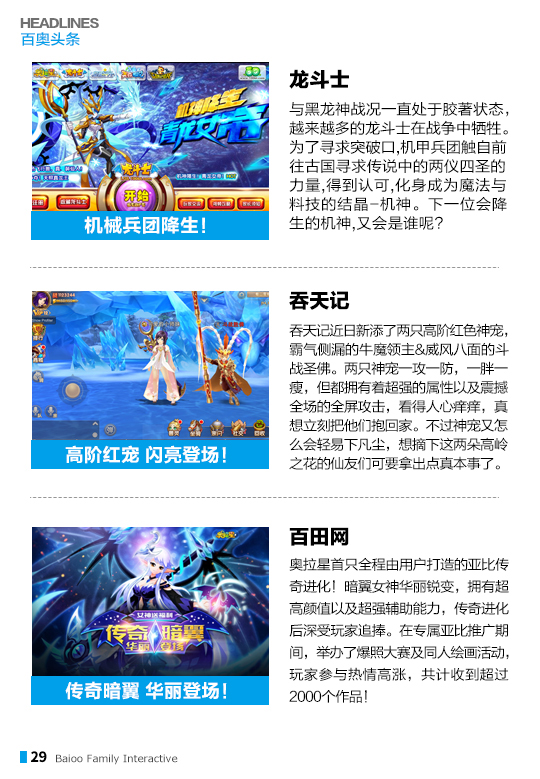 HEADLINES
百奥头条
机神降生
青龙女君
龙斗士
开始
机械兵团降生！
龙斗士
与黑龙神战况一直处于胶著状态，
越来越多的龙斗士在战争中牺牲。
为了寻求突破口，机甲兵团触自前
往古国寻求传说中的两仪四圣的
力量，得到认可，化身成为魔法与
料技的结晶-机神。下一位会降
生的机神，又会是谁呢？
高阶红宠 闪亮登场！
吞天记
吞天记近日新添了两只高阶红色神宠，
霸气侧漏的牛魔领主&威风八面的斗
战圣佛。两只神宠一攻一防，一胖一
瘦，但都拥有着超强的属性以及震撼
全场的全屏攻击，看得人心痒痒，真
想立刻把他们抱回家。不过神宠又怎
么会轻易下凡尘，想摘下这两朵高岭
之花的仙友们可要拿出点真本事了。
奥拉星
女神送福利
传奇 暗翼
华丽 登场
传奇暗翼 华丽登场！
百田网
奥拉星首只全程由用户打造的亚比传
奇进化！暗翼女神华丽锐变，拥有超
高颜值以及超强辅助能力，传奇进化
后深受玩家追捧。在专属亚比推广期
间，举办了爆照大赛及同人绘画活动，
玩家参与热情高涨，共计收到超过
2000个作品！
29 Baioo Family Interactive